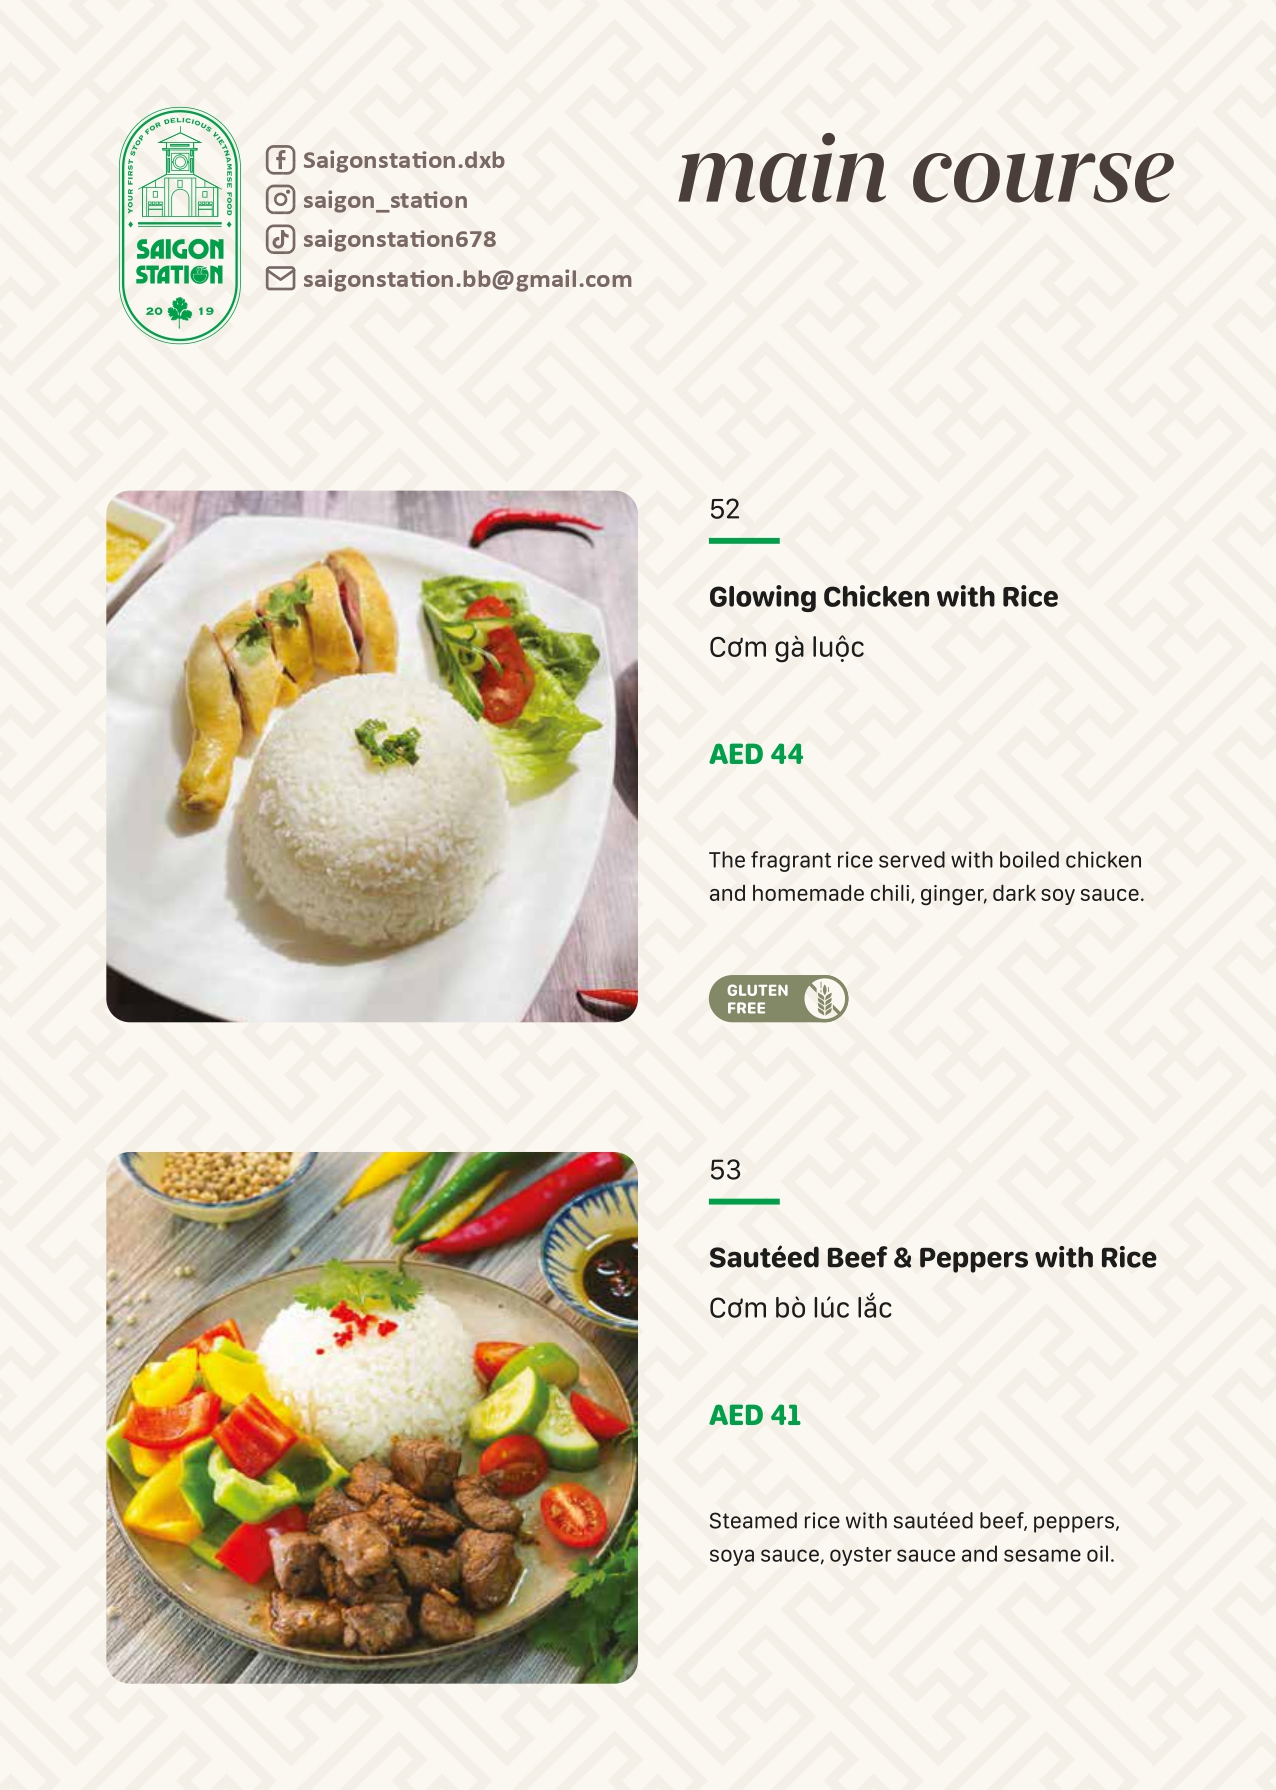 YOUR FIRST STOP FOR DELICIOUS VIETNAMESE FOOD
SAIGON
STATION
20 19
Saigonstation.dxb
saigon_station
saigonstation678
saigonstation.bb@gmail.com
main course
52
Glowing Chicken with Rice
Cơm gà luộc
AED 44
The fragrant rice served with boiled chicken
and homemade chili, ginger, dark soy sauce.
GLUTEN
FREE
53
Sautéed Beef & Peppers with Rice
Cơm bò lúc lắc
AED 41
Steamed rice with sautéed beef, peppers,
soya sauce, oyster sauce and sesame oil.